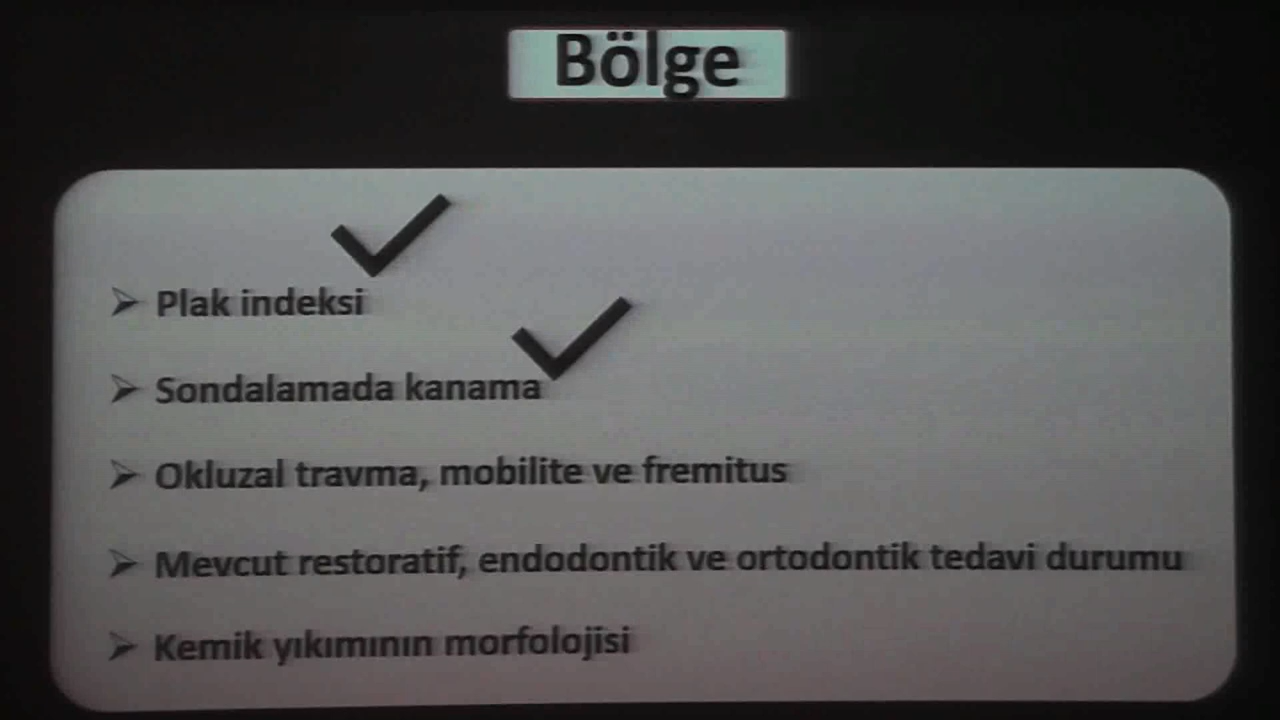 Bölge
Plak indeksi
Sondalamada kanama
Okluzal travma, mobilite ve fremitus
Mevcut restoratif, endodontik ve ortodontik tedavi durumu
Kemik yıkımının morfolojisi